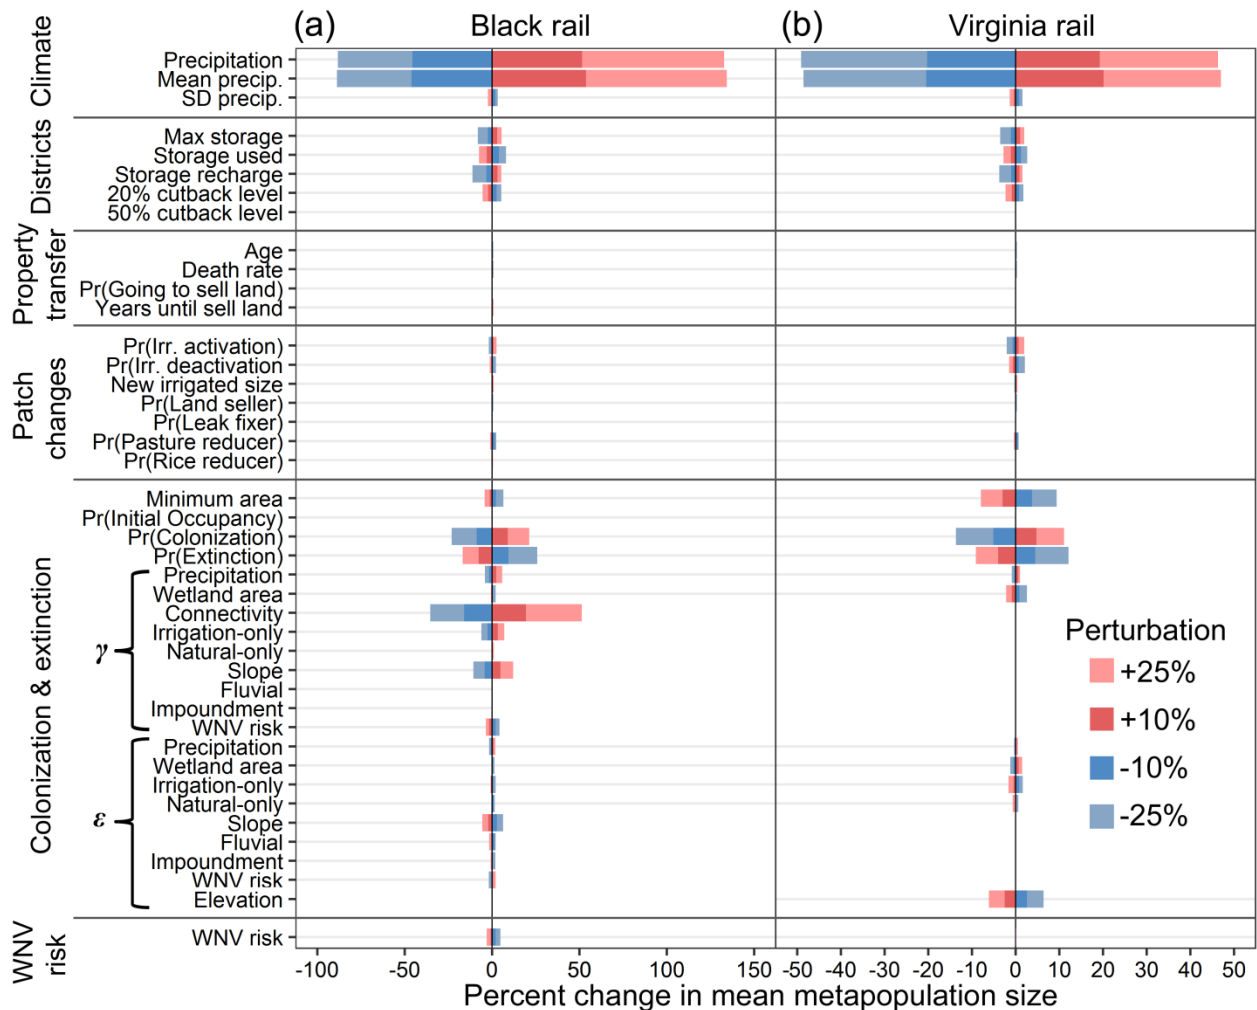 (a) Black rail
(b) Virginia rail
Climate
Precipitation
Mean precip.
SD precip.
Districts
Max storage
Storage used
Storage recharge
20% cutback level
50% cutback level
Property
transfer
Age
Death rate
Pr(Going to sell land)
Years until sell land
Patch
changes
Pr(Irr. activation)
Pr(Irr. deactivation
New irrigated size
Pr(Land seller)
Pr(Leak fixer)
Pr(Pasture reducer)
Pr(Rice reducer)
Colonization & extinction
Minimum area
Pr(Initial Occupancy)
Pr(Colonization)
Pr(Extinction)
γ
Precipitation
Wetland area
Connectivity
Irrigation-only
Natural-only
Slope
Fluvial
Impoundment
WNV risk
ε
Precipitation
Wetland area
Irrigation-only
Natural-only
Slope
Fluvial
Impoundment
WNV risk
Elevation
WNV
risk
WNV risk
Perturbation
+25%
+10%
-10%
-25%
-100 -50 0 50 100 150
-50 -40 -30 -20 -10 0 10 20 30 40 50
Percent change in mean metapopulation size